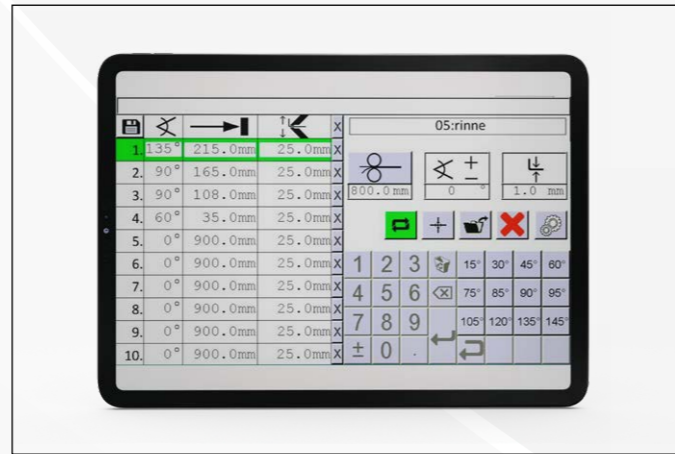 05:rinne
1. 135° 215.0mm 25.0mm X
2. 90° 165.0mm 25.0mm X
3. 90° 108.0mm 25.0mm X
4. 60° 35.0mm 25.0mm X
5. 0° 900.0mm 25.0mm X
6. 0° 900.0mm 25.0mm X
7. 0° 900.0mm 25.0mm X
8. 0° 900.0mm 25.0mm X
9. 0° 900.0mm 25.0mm X
10. 0° 900.0mm 25.0mm X
X
+ −
800.0 mm 0 ° 1.0 mm
+
1 2 3 15° 30° 45° 60°
4 5 6 75° 85° 90° 95°
7 8 9 105° 120° 135° 145°
± 0 .